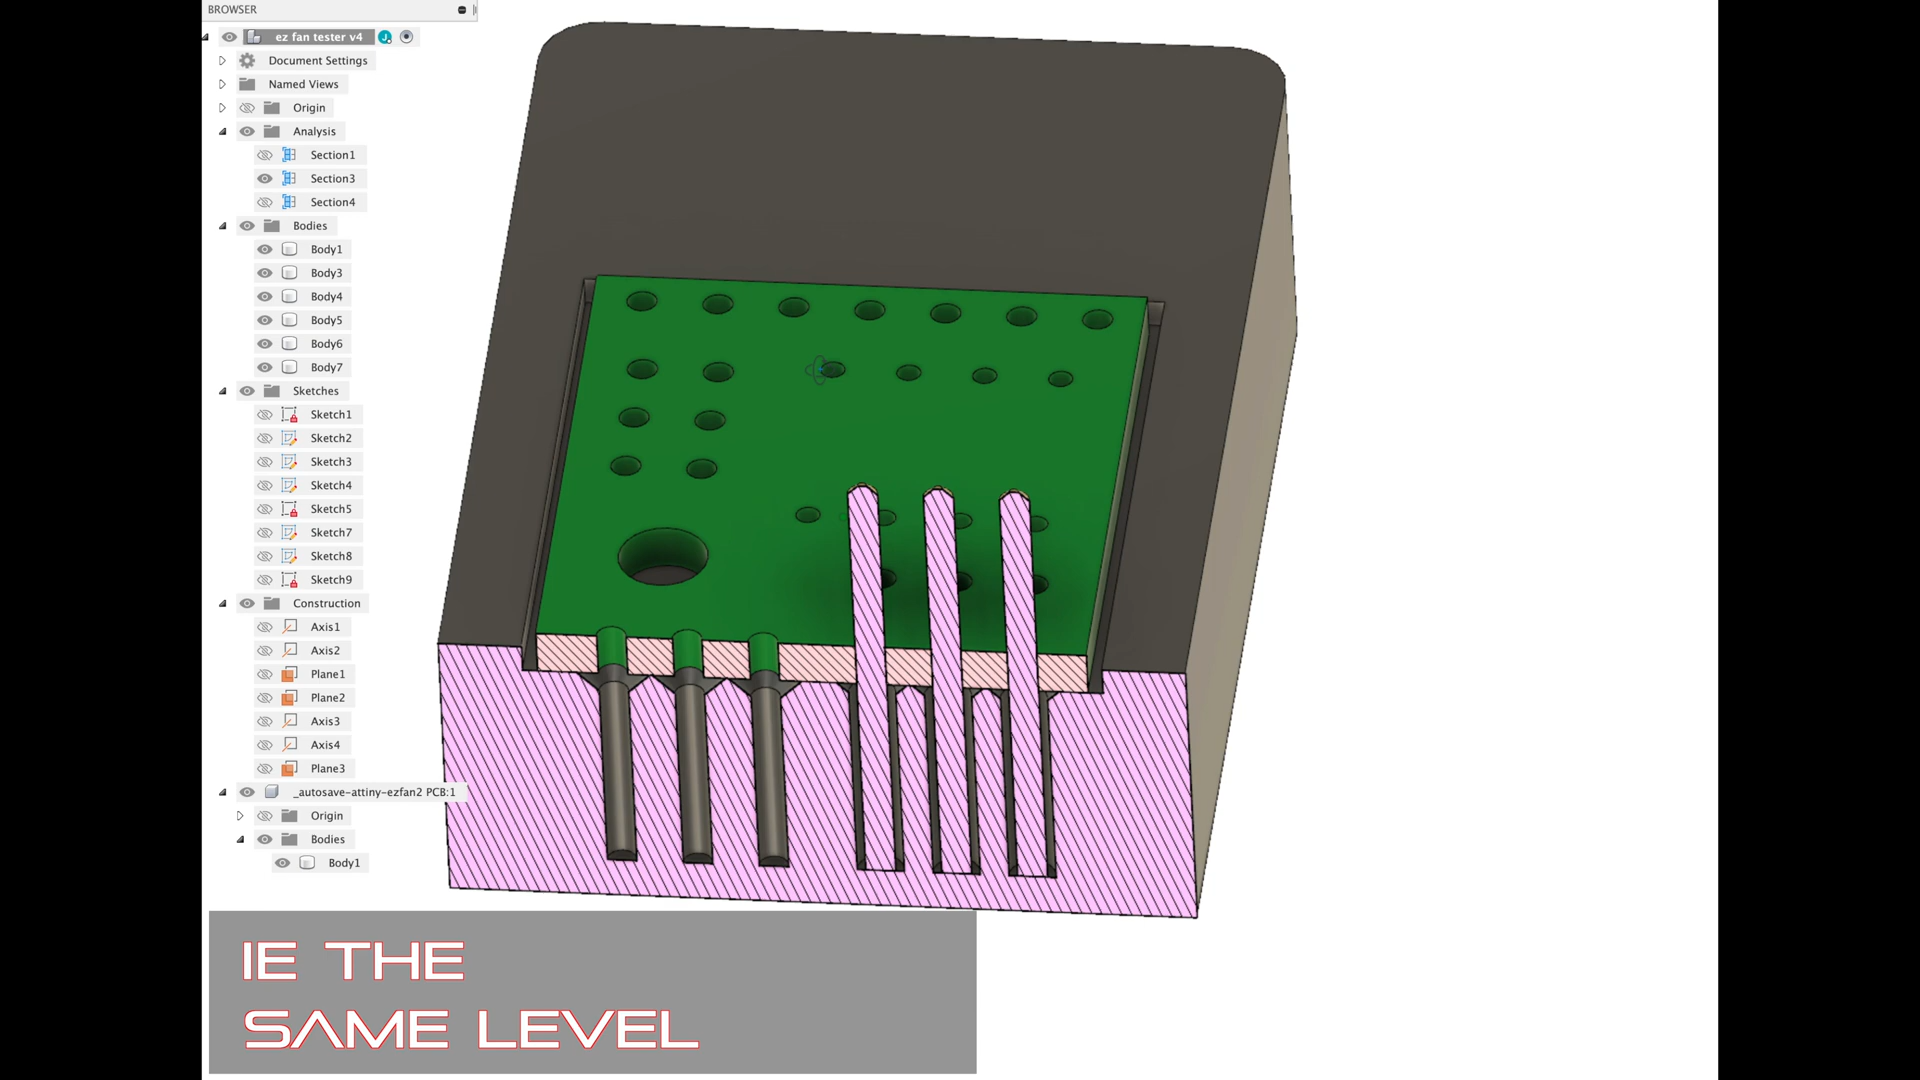 BROWSER
ez fan tester v4
Document Settings
Named Views
Origin
Analysis
Section1
Section3
Section4
Bodies
Body1
Body3
Body4
Body5
Body6
Body7
Sketches
Sketch1
Sketch2
Sketch3
Sketch4
Sketch5
Sketch7
Sketch8
Sketch9
Construction
Axis1
Axis2
Plane1
Plane2
Axis3
Axis4
Plane3
_autosave-attiny-ezfan2 PCB:1
Origin
Bodies
Body1
IE THE
SAME LEVEL